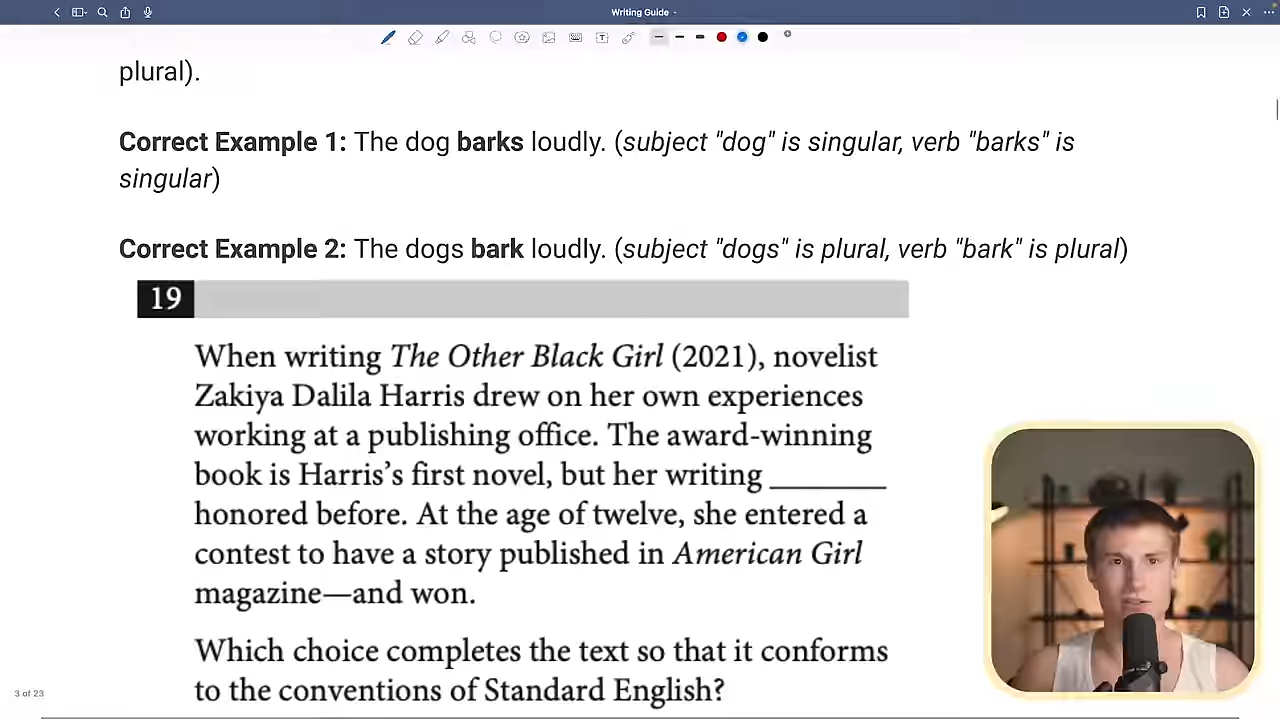 Writing Guide
plural).
Correct Example 1: The dog barks loudly. (subject "dog" is singular, verb "barks" is
singular)
Correct Example 2: The dogs bark loudly. (subject "dogs" is plural, verb "bark" is plural)
19
When writing The Other Black Girl (2021), novelist
Zakiya Dalila Harris drew on her own experiences
working at a publishing office. The award-winning
book is Harris’s first novel, but her writing _______
honored before. At the age of twelve, she entered a
contest to have a story published in American Girl
magazine—and won.
Which choice completes the text so that it conforms
to the conventions of Standard English?
3 of 23